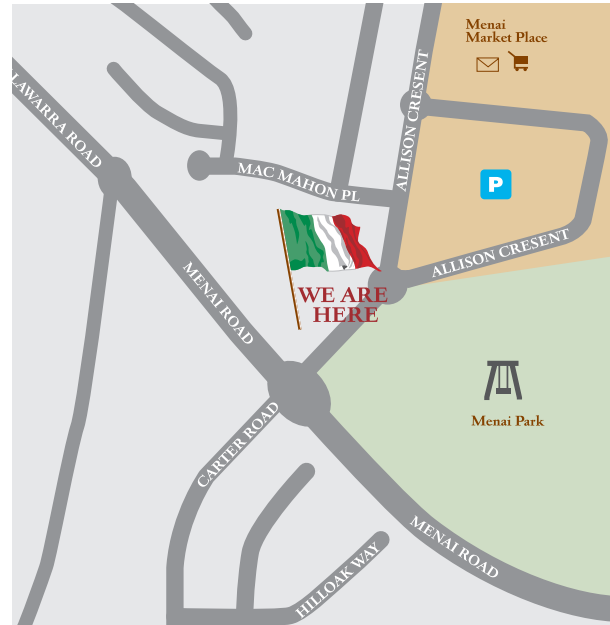 Menai
Market Place
LAWARRA ROAD
ALLISON CRESENT
P
MAC MAHON PL
ALLISON CRESENT
MENAI ROAD
WE ARE
HERE
Menai Park
CARTER ROAD
MENAI ROAD
HILLOAK WAY